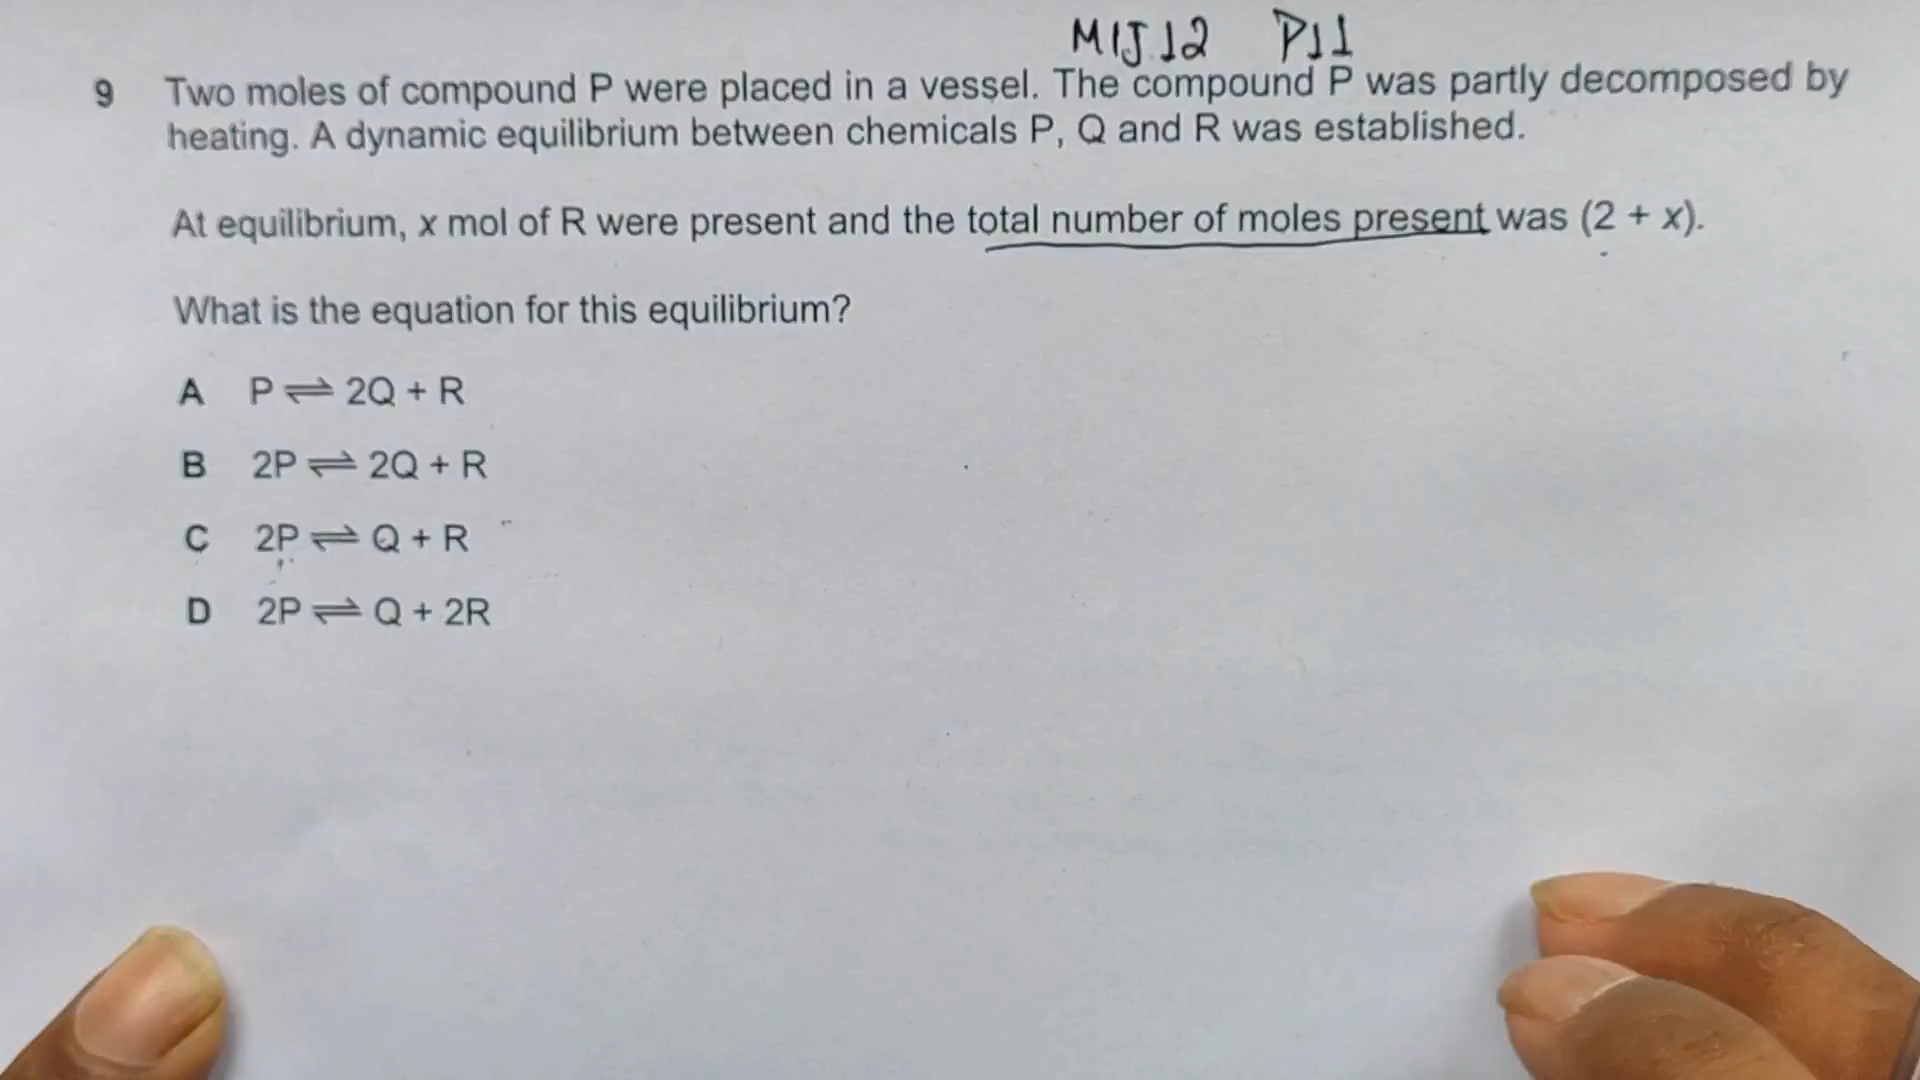 M/J 12 P11
9 Two moles of compound P were placed in a vessel. The compound P was partly decomposed by
heating. A dynamic equilibrium between chemicals P, Q and R was established.
At equilibrium, x mol of R were present and the total number of moles present was (2 + x).
What is the equation for this equilibrium?
A P ⇌ 2Q + R
B 2P ⇌ 2Q + R
C 2P ⇌ Q + R
D 2P ⇌ Q + 2R